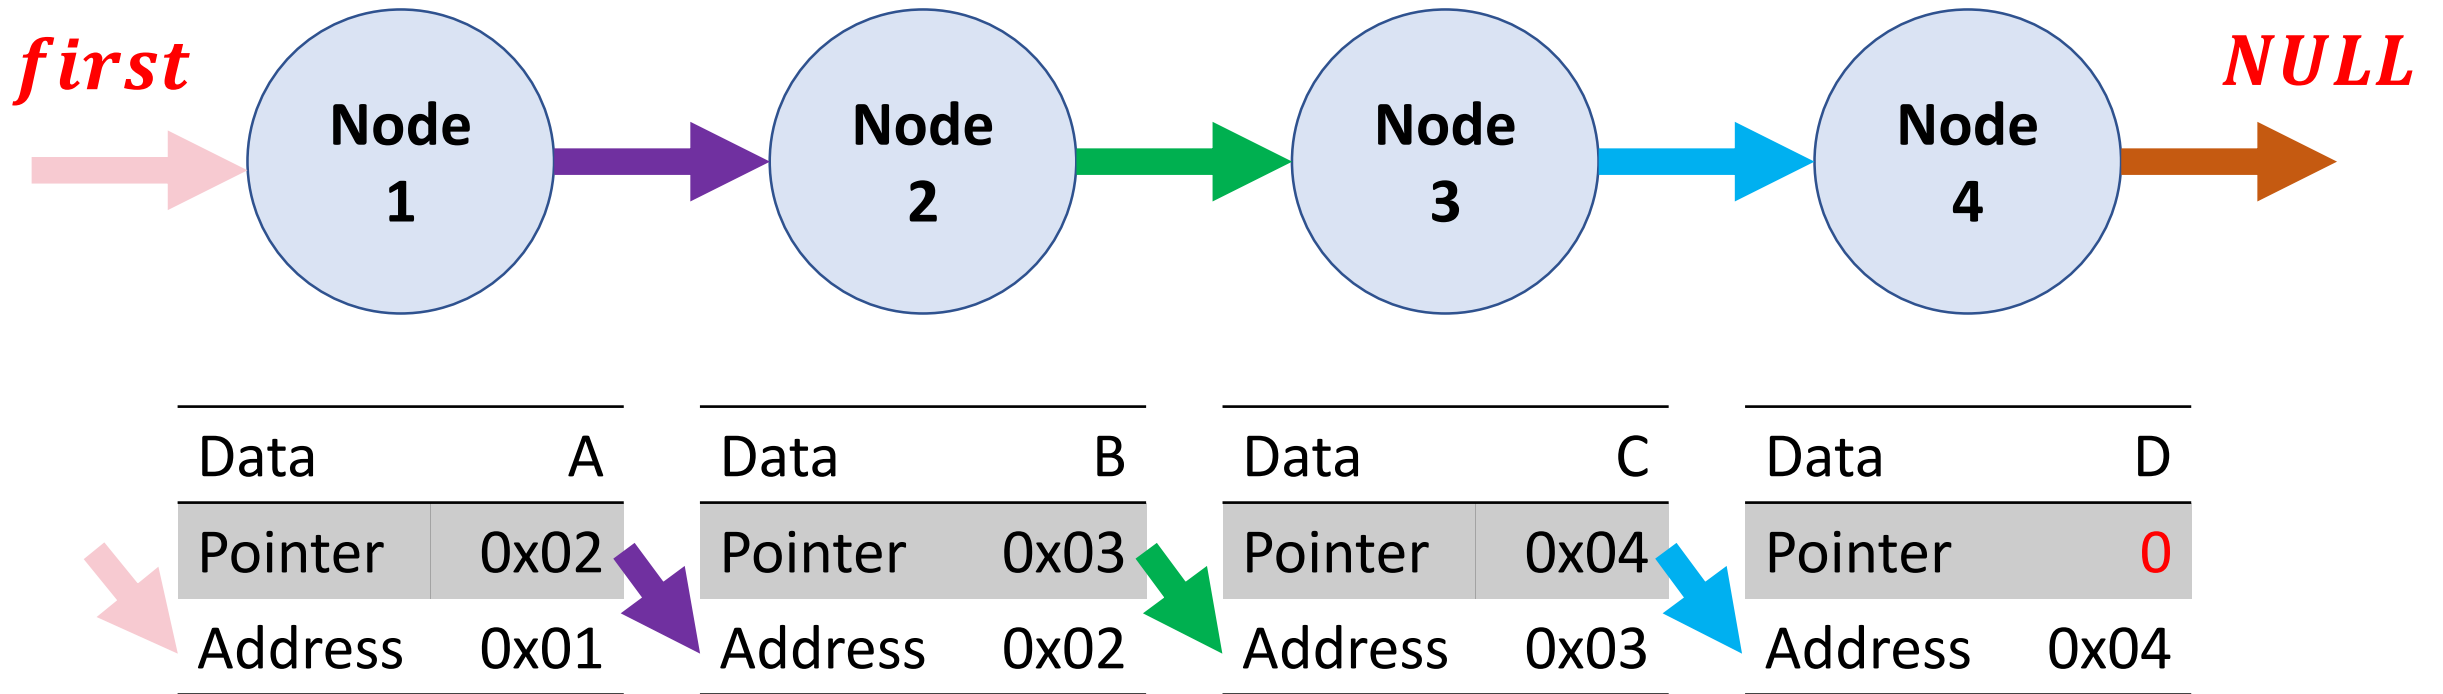 first
NULL
Node
1
Node
2
Node
3
Node
4
Data A
Pointer 0x02
Address 0x01
Data B
Pointer 0x03
Address 0x02
Data C
Pointer 0x04
Address 0x03
Data D
Pointer 0
Address 0x04